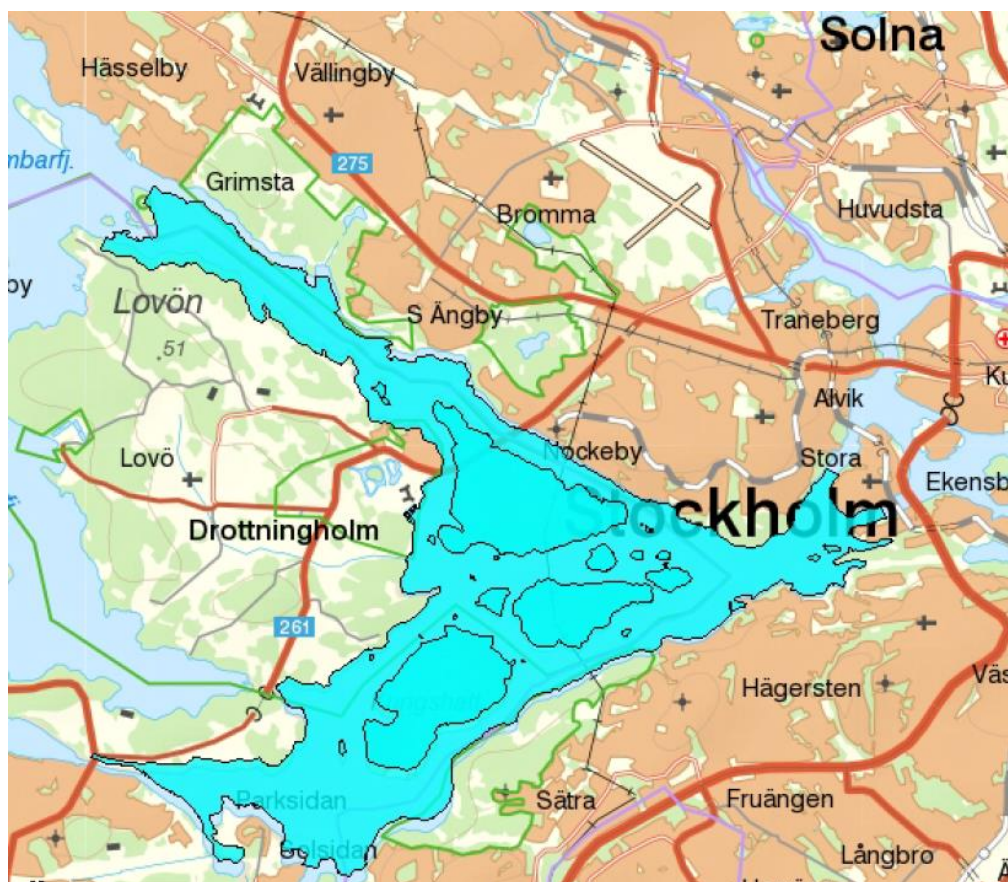 Solna
Hässelby
Vällingby
275
Grimsta
Bromma
Huvudsta
Lovön
.51
S Ängby
Traneberg
Alvik
Nockeby
Stora
Lovö
Stockholm
Drottningholm
261
Hägersten
Parksidan
Sätra
Fruängen
Solsidan
Långbro